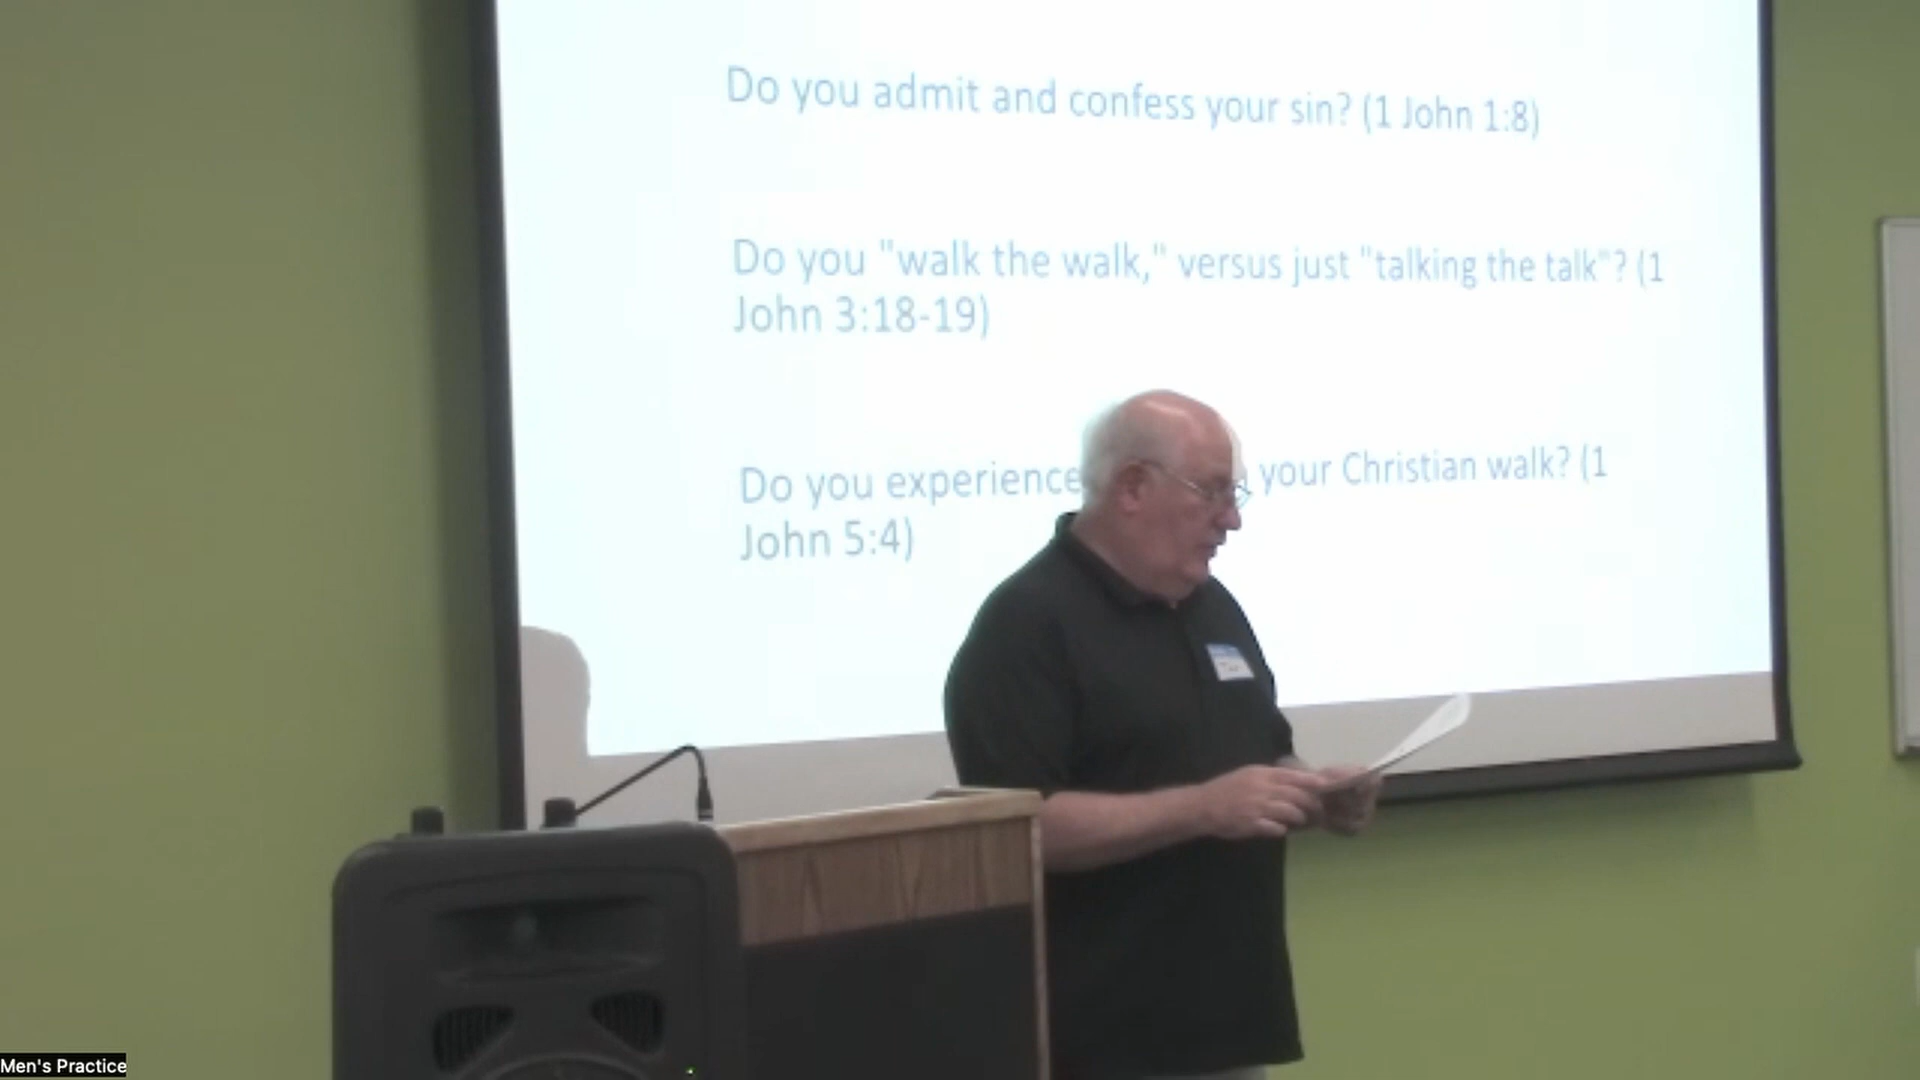 Do you admit and confess your sin? (1 John 1:8)
Do you "walk the walk," versus just "talking the talk"? (1
John 3:18-19)
Do you experience your Christian walk? (1
John 5:4)
Men's Practice